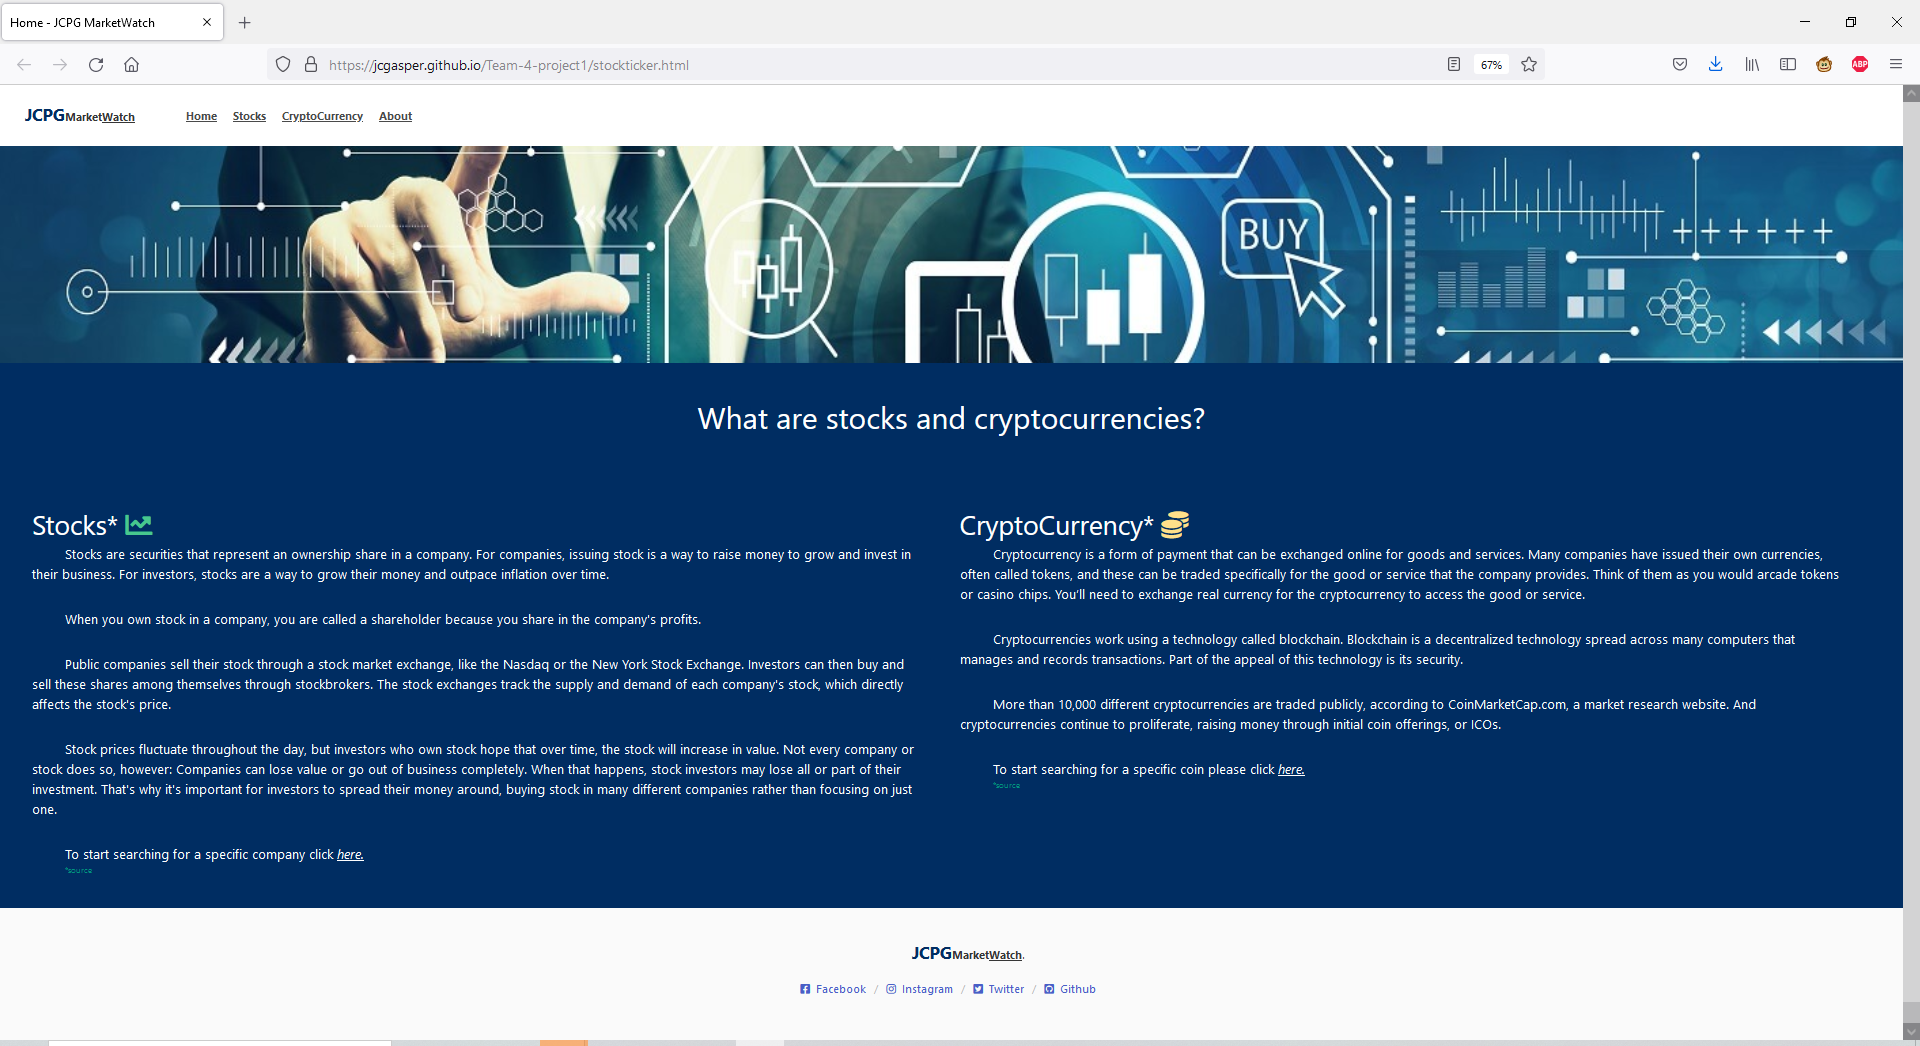 Home - JCPG MarketWatch
https://jcgasper.github.io/Team-4-project1/stockticker.html
67%
ABP
JCPGMarketWatch
Home Stocks CryptoCurrency About
BUY
What are stocks and cryptocurrencies?
Stocks*
Stocks are securities that represent an ownership share in a company. For companies, issuing stock is a way to raise money to grow and invest in
their business. For investors, stocks are a way to grow their money and outpace inflation over time.
When you own stock in a company, you are called a shareholder because you share in the company's profits.
Public companies sell their stock through a stock market exchange, like the Nasdaq or the New York Stock Exchange. Investors can then buy and
sell these shares among themselves through stockbrokers. The stock exchanges track the supply and demand of each company's stock, which directly
affects the stock's price.
Stock prices fluctuate throughout the day, but investors who own stock hope that over time, the stock will increase in value. Not every company or
stock does so, however: Companies can lose value or go out of business completely. When that happens, stock investors may lose all or part of their
investment. That's why it's important for investors to spread their money around, buying stock in many different companies rather than focusing on just
one.
To start searching for a specific company click here.
*source
CryptoCurrency*
Cryptocurrency is a form of payment that can be exchanged online for goods and services. Many companies have issued their own currencies,
often called tokens, and these can be traded specifically for the good or service that the company provides. Think of them as you would arcade tokens
or casino chips. You'll need to exchange real currency for the cryptocurrency to access the good or service.
Cryptocurrencies work using a technology called blockchain. Blockchain is a decentralized technology spread across many computers that
manages and records transactions. Part of the appeal of this technology is its security.
More than 10,000 different cryptocurrencies are traded publicly, according to CoinMarketCap.com, a market research website. And
cryptocurrencies continue to proliferate, raising money through initial coin offerings, or ICOs.
To start searching for a specific coin please click here.
*source
JCPGMarketWatch.
Facebook / Instagram / Twitter / Github